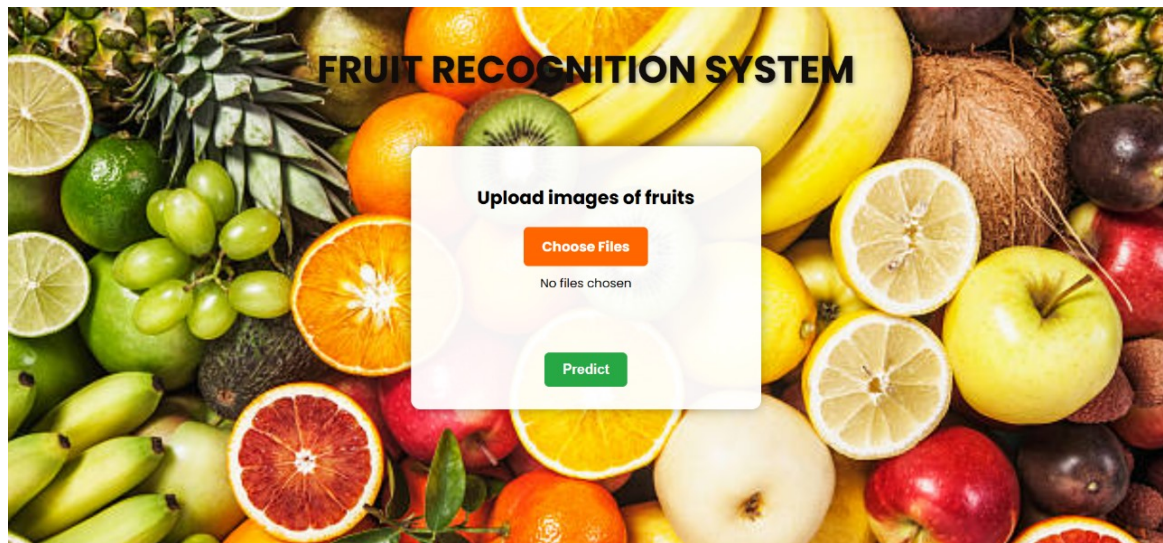 FRUIT RECOGNITION SYSTEM
Upload images of fruits
Choose Files
No files chosen
Predict